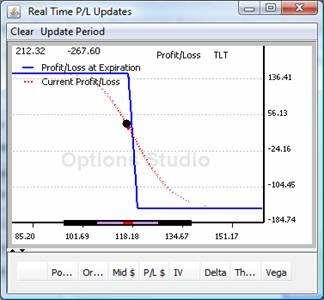 Real Time P/L Updates
Clear Update Period
212.32 -267.60 Profit/Loss TLT
Profit/Loss at Expiration
Current Profit/Loss
136.41
56.13
Options Studio
-24.16
-104.45
-184.74
85.20 101.69 118.18 134.67 151.17
Po... Or... Mid $ P/L $ IV Delta Th... Vega